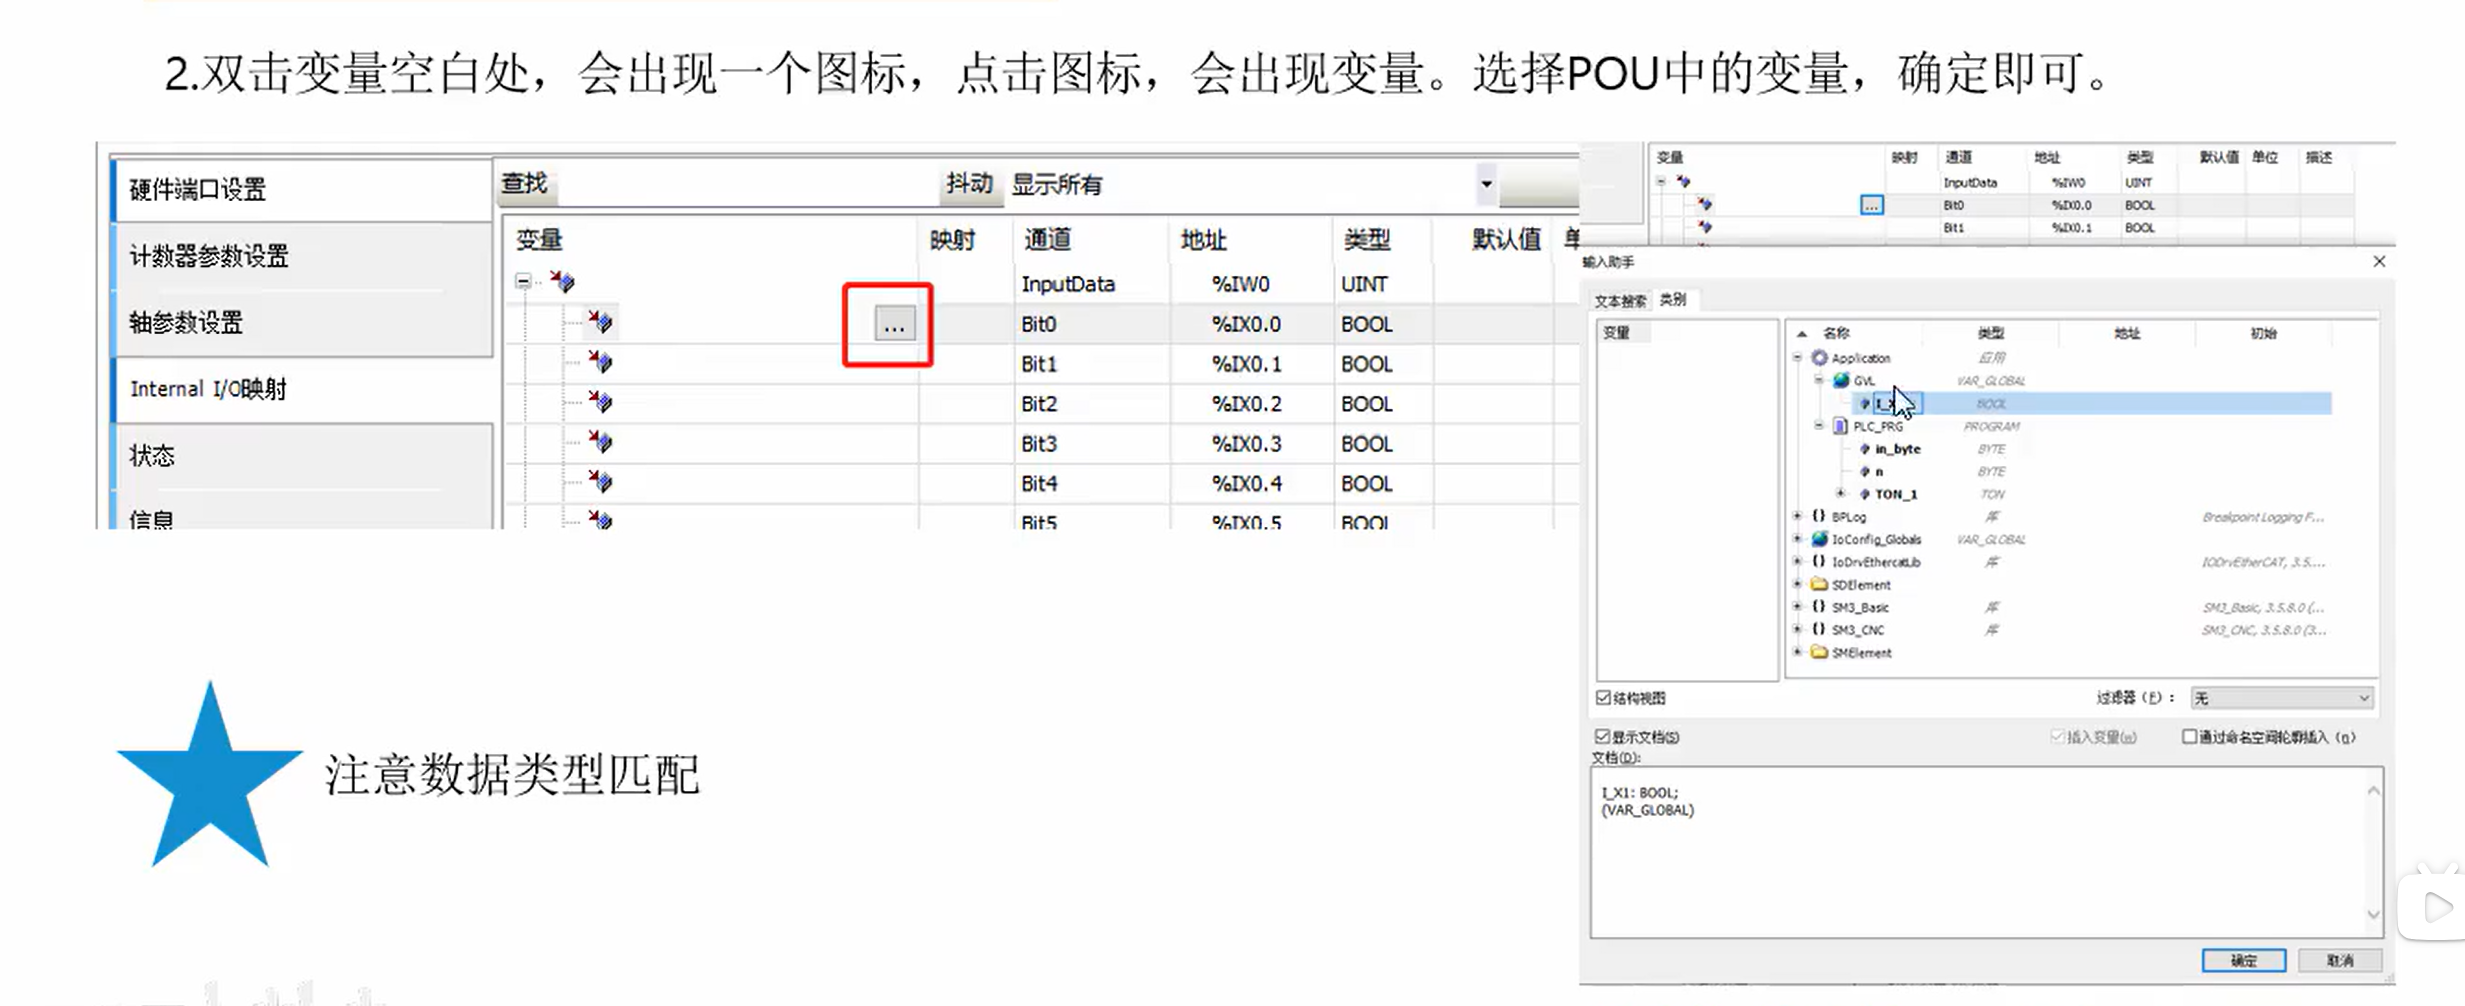 2.双击变量空白处，会出现一个图标，点击图标，会出现变量。选择POU中的变量，确定即可。
硬件端口设置
计数器参数设置
轴参数设置
Internal I/O映射
状态
信息
查找 抖动 显示所有
变量 映射 通道 地址 类型 默认值 单
InputData %IW0 UINT
... Bit0 %IX0.0 BOOL
Bit1 %IX0.1 BOOL
Bit2 %IX0.2 BOOL
Bit3 %IX0.3 BOOL
Bit4 %IX0.4 BOOL
Bit5 %IX0.5 BOOL
变量 映射 通道 地址 类型 默认值 单位 描述
InputData %IW0 UINT
... Bit0 %IX0.0 BOOL
Bit1 %IX0.1 BOOL
输入助手
文本搜索 类别
变量
名称 类型 地址 初始
Application 应用
GVL VAR_GLOBAL
BOOL
PLC_PRG PROGRAM
in_byte BYTE
n BYTE
TON_1 TON
BPLog 库 Breakpoint Logging F...
IoConfig_Globals VAR_GLOBAL
IoDrvEthercatLib 库 IODrvEtherCAT, 3.5....
SDElement
SM3_Basic 库 SM3_Basic, 3.5.8.0 (...
SM3_CNC 库 SM3_CNC, 3.5.8.0 (3...
SMElement
结构视图 过滤器（F）： 无
显示文档(S) 插入变量(w) 通过命名空间轮廓插入（n）
文档(D):
I_X1: BOOL;
(VAR_GLOBAL)
确定 取消
注意数据类型匹配